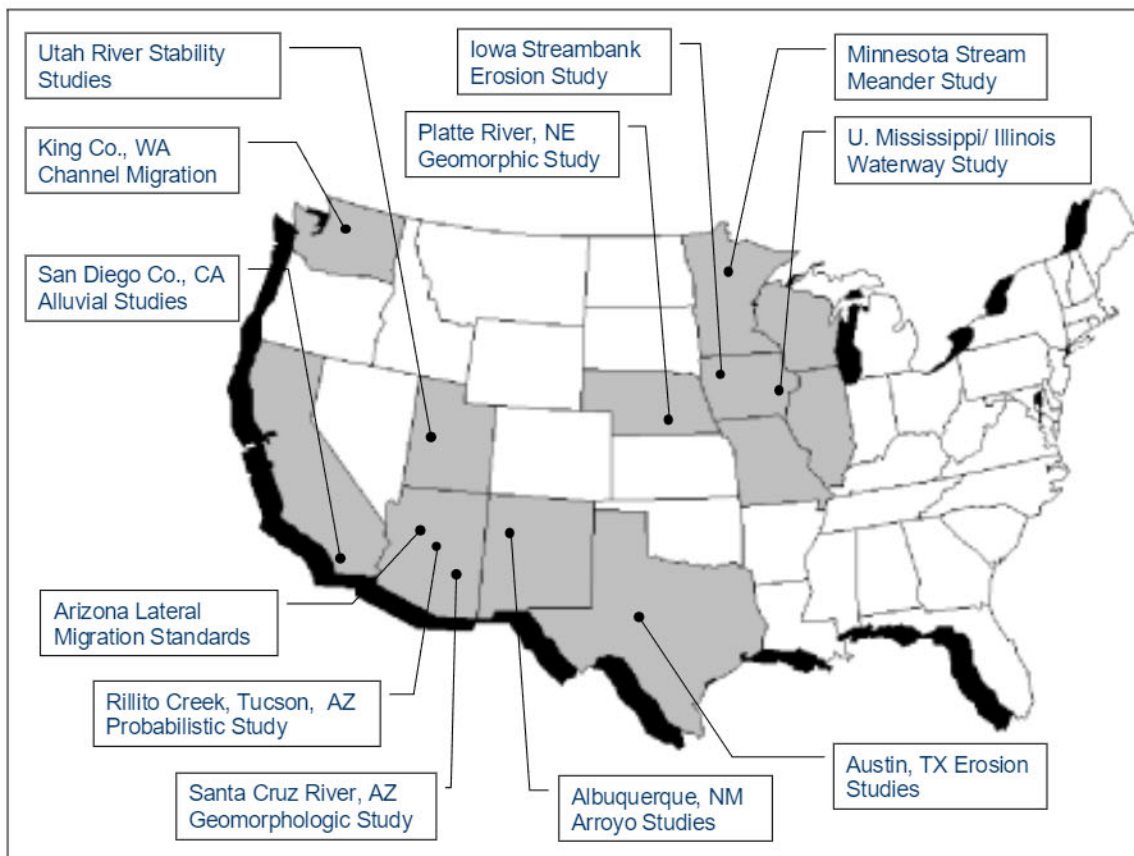 Utah River Stability
Studies
Iowa Streambank
Erosion Study
Minnesota Stream
Meander Study
King Co., WA
Channel Migration
Platte River, NE
Geomorphic Study
U. Mississippi/ Illinois
Waterway Study
San Diego Co., CA
Alluvial Studies
Arizona Lateral
Migration Standards
Rillito Creek, Tucson, AZ
Probabilistic Study
Santa Cruz River, AZ
Geomorphologic Study
Albuquerque, NM
Arroyo Studies
Austin, TX Erosion
Studies